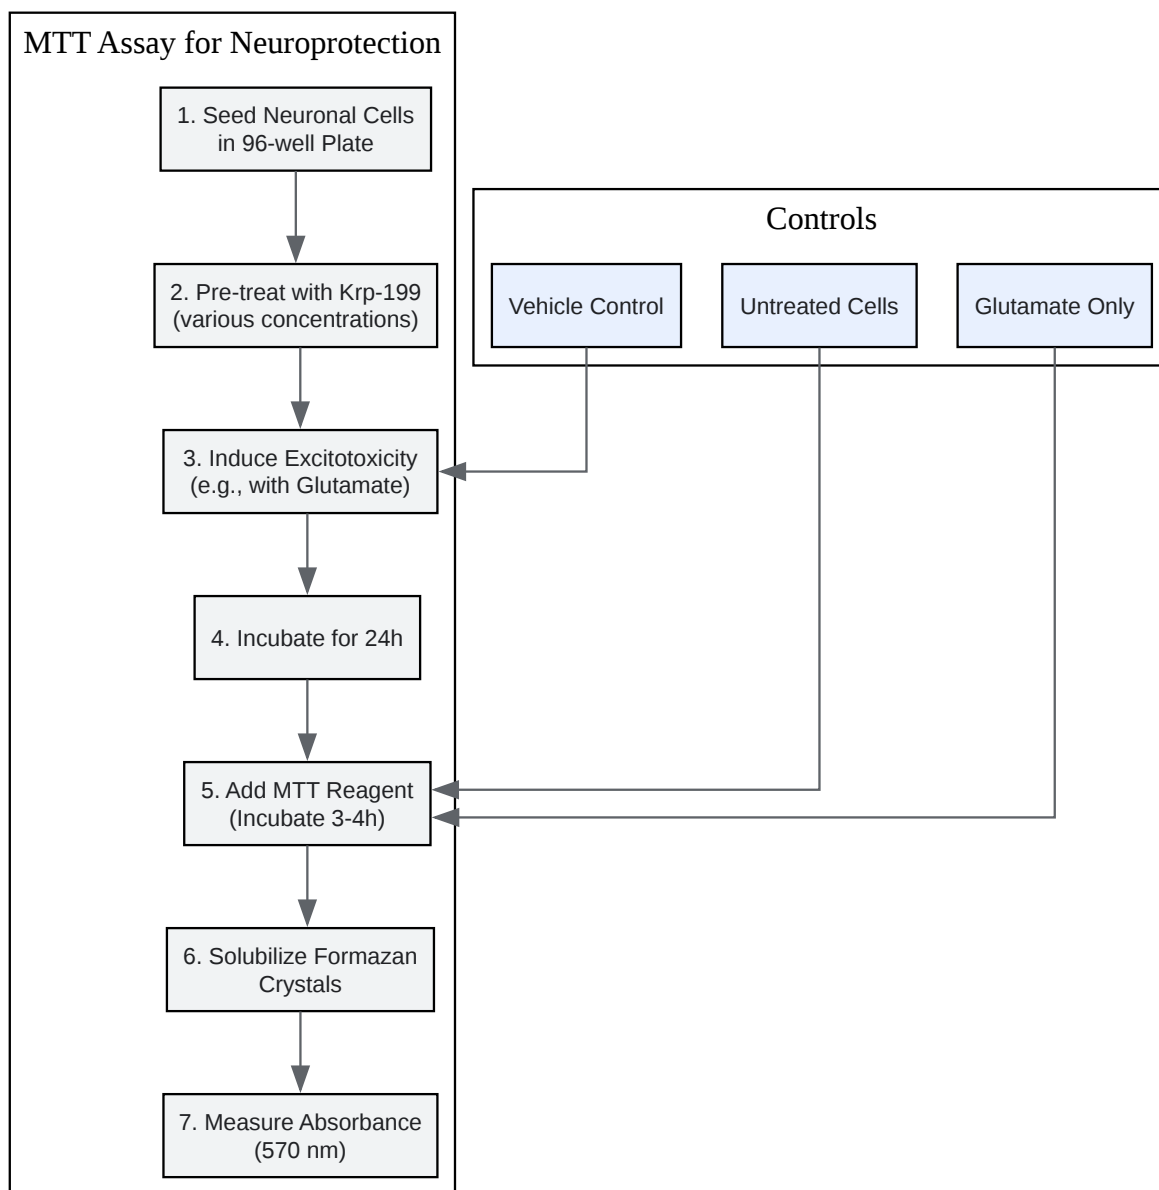 MTT Assay for Neuroprotection
1. Seed Neuronal Cells
in 96-well Plate
2. Pre-treat with Krp-199
(various concentrations)
3. Induce Excitotoxicity
(e.g., with Glutamate)
4. Incubate for 24h
5. Add MTT Reagent
(Incubate 3-4h)
6. Solubilize Formazan
Crystals
7. Measure Absorbance
(570 nm)
Controls
Vehicle Control
Untreated Cells
Glutamate Only